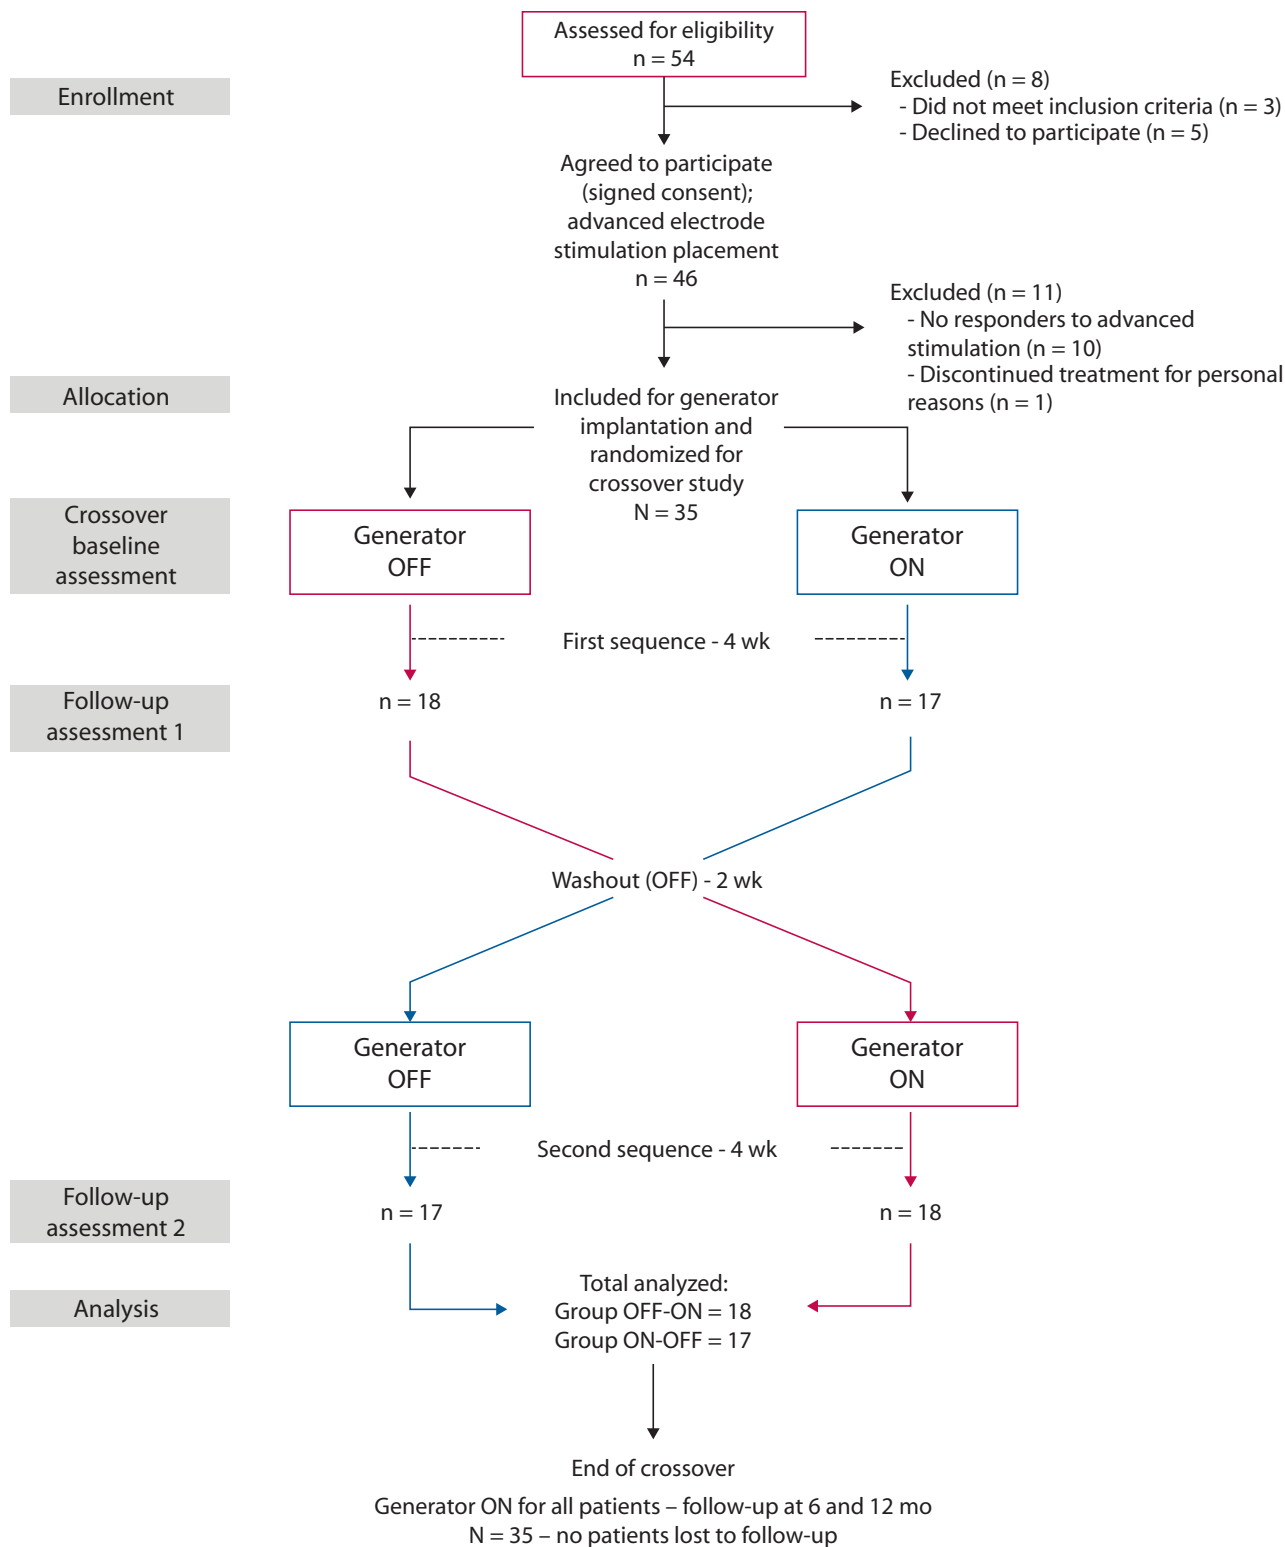 Assessed for eligibility
n = 54
Enrollment
Excluded (n = 8)
- Did not meet inclusion criteria (n = 3)
- Declined to participate (n = 5)
Agreed to participate
(signed consent);
advanced electrode
stimulation placement
n = 46
Excluded (n = 11)
- No responders to advanced
stimulation (n = 10)
- Discontinued treatment for personal
reasons (n = 1)
Allocation
Included for generator
implantation and
randomized for
crossover study
N = 35
Crossover
baseline
assessment
Generator
OFF
Generator
ON
First sequence - 4 wk
Follow-up
assessment 1
n = 18
n = 17
Washout (OFF) - 2 wk
Generator
OFF
Generator
ON
Second sequence - 4 wk
Follow-up
assessment 2
n = 17
n = 18
Analysis
Total analyzed:
Group OFF-ON = 18
Group ON-OFF = 17
End of crossover
Generator ON for all patients – follow-up at 6 and 12 mo
N = 35 – no patients lost to follow-up